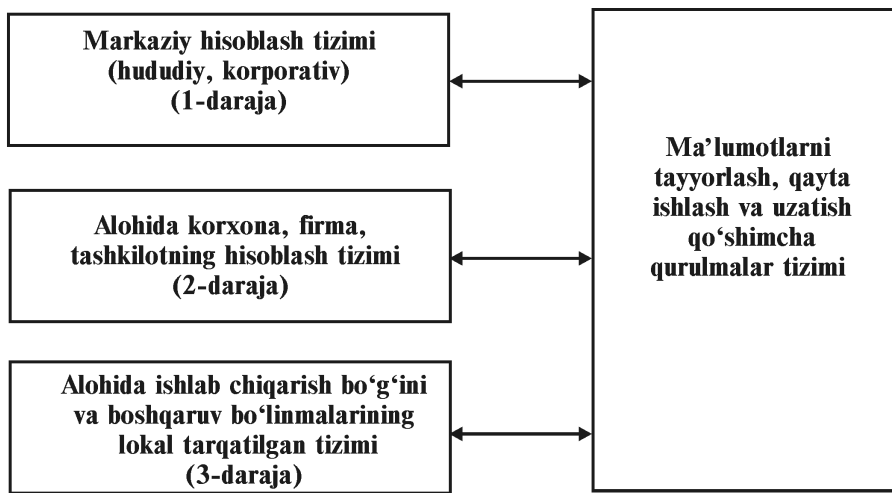 Markaziy hisoblash tizimi
(hududiy, korporativ)
(1-daraja)
Alohida korxona, firma,
tashkilotning hisoblash tizimi
(2-daraja)
Alohida ishlab chiqarish bo‘g‘ini
va boshqaruv bo‘linmalarining
lokal tarqatilgan tizimi
(3-daraja)
Ma’lumotlarni
tayyorlash, qayta
ishlash va uzatish
qo‘shimcha
qurulmalar tizimi